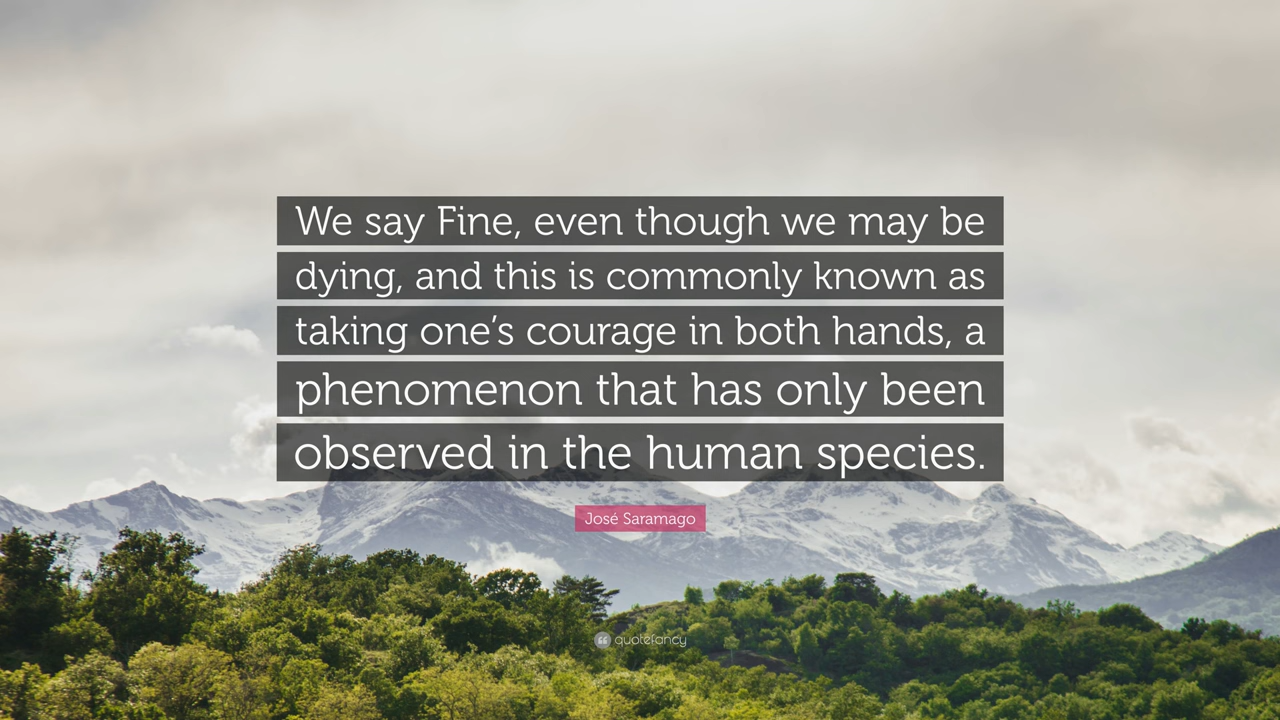 We say Fine, even though we may be
dying, and this is commonly known as
taking one’s courage in both hands, a
phenomenon that has only been
observed in the human species.
José Saramago
quotefancy